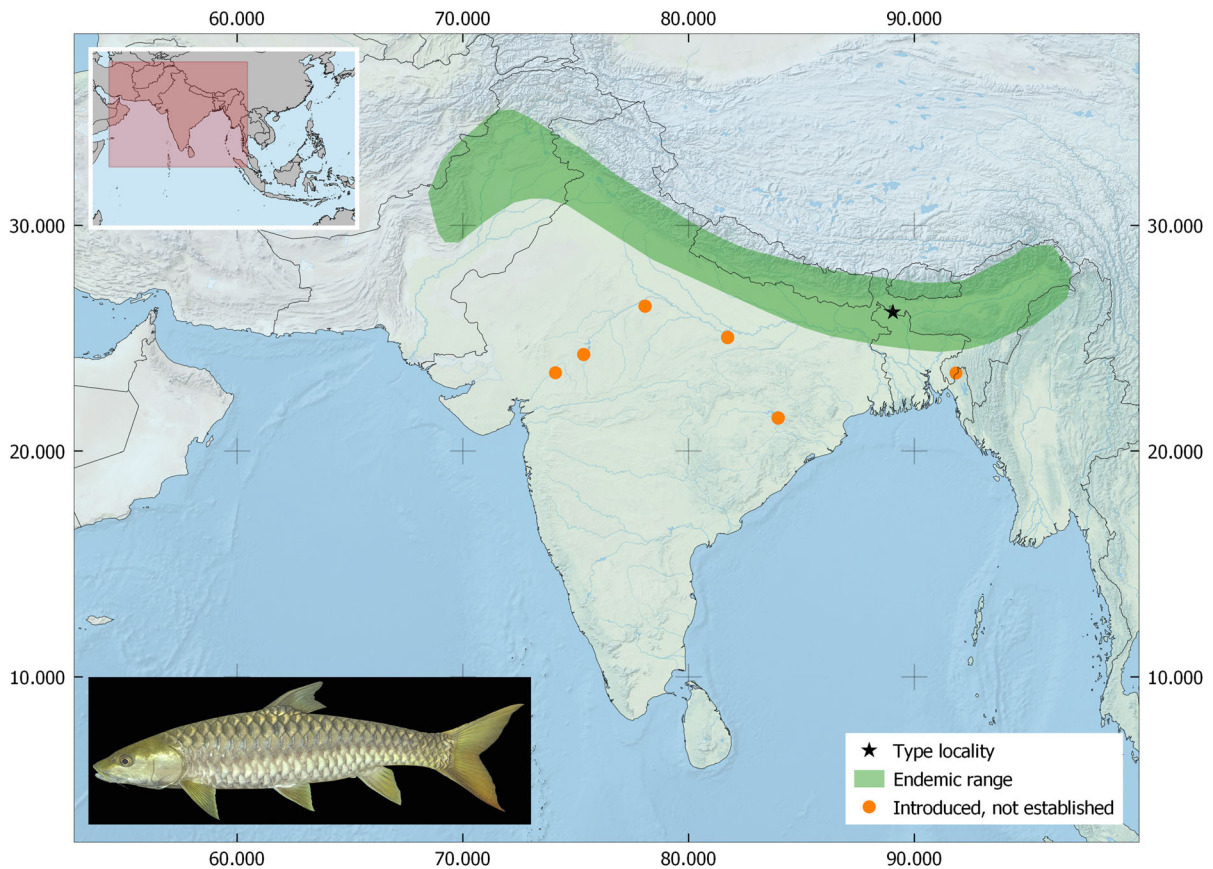 60.000 70.000 80.000 90.000
30.000 30.000
20.000 20.000
10.000 10.000
Type locality
Endemic range
Introduced, not established
60.000 70.000 80.000 90.000